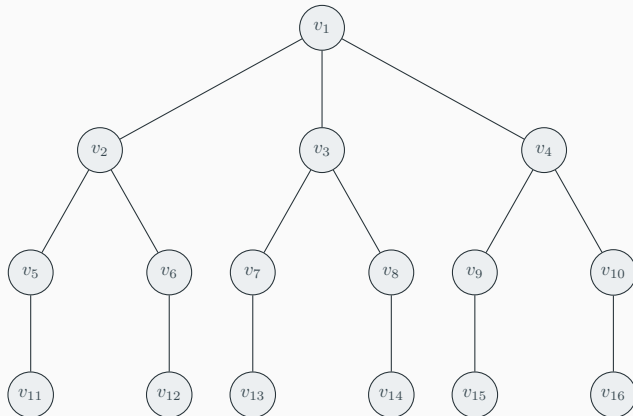 v₁
v₂ v₃ v₄
v₅ v₆ v₇ v₈ v₉ v₁₀
v₁₁ v₁₂ v₁₃ v₁₄ v₁₅ v₁₆